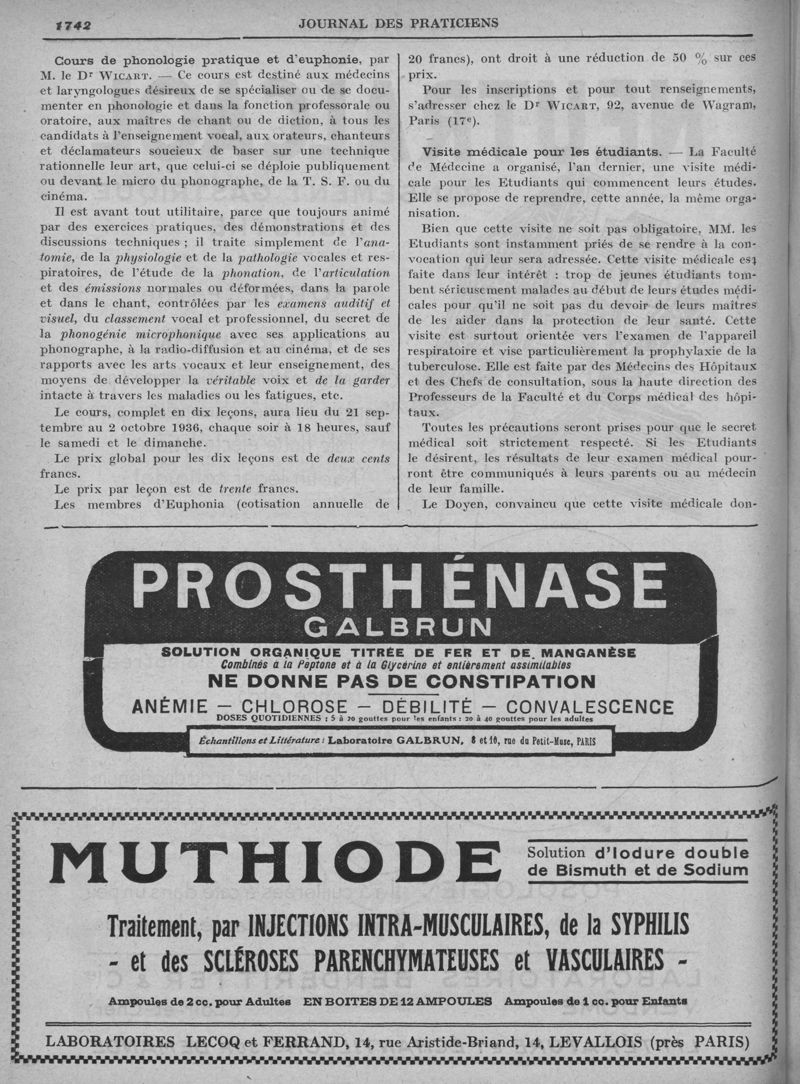 1742
JOURNAL DES PRATICIENS
Cours de phonologie pratique et d'euphonie, par
M. le Dr WICART. — Ce cours est destiné aux médecins
et laryngologues désireux de se spécialiser ou de se docu-
menter en phonologie et dans la fonction professorale ou
oratoire, aux maîtres de chant ou de diction, à tous les
candidats à l'enseignement vocal, aux orateurs, chanteurs
et déclamateurs soucieux de baser sur une technique
rationnelle leur art, que celui-ci se déploie publiquement
ou devant le micro du phonographe, de la T. S. F. ou du
cinéma.
Il est avant tout utilitaire, parce que toujours animé
par des exercices pratiques, des démonstrations et des
discussions techniques ; il traite simplement de l'ana-
tomie, de la physiologie et de la pathologie vocales et res-
piratoires, de l'étude de la phonation, de l'articulation
et des émissions normales ou déformées, dans la parole
et dans le chant, contrôlées par les examens auditif et
visuel, du classement vocal et professionnel, du secret de
la phonogénie microphonique avec ses applications au
phonographe, à la radio-diffusion et au cinéma, et de ses
rapports avec les arts vocaux et leur enseignement, des
moyens de développer la véritable voix et de la garder
intacte à travers les maladies ou les fatigues, etc.
Le cours, complet en dix leçons, aura lieu du 21 sep-
tembre au 2 octobre 1936, chaque soir à 18 heures, sauf
le samedi et le dimanche.
Le prix global pour les dix leçons est de deux cents
francs.
Le prix par leçon est de trente francs.
Les membres d'Euphonia (cotisation annuelle de
20 francs), ont droit à une réduction de 50 % sur ces
prix.
Pour les inscriptions et pour tout renseignements,
s'adresser chez le Dr WICART, 92, avenue de Wagram,
Paris (17e).
Visite médicale pour les étudiants. — La Faculté
de Médecine a organisé, l'an dernier, une visite médi-
cale pour les Etudiants qui commencent leurs études.
Elle se propose de reprendre, cette année, la même orga-
nisation.
Bien que cette visite ne soit pas obligatoire, MM. les
Etudiants sont instamment priés de se rendre à la con-
vocation qui leur sera adressée. Cette visite médicale est
faite dans leur intérêt : trop de jeunes étudiants tom-
bent sérieusement malades au début de leurs études médi-
cales pour qu'il ne soit pas du devoir de leurs maîtres
de les aider dans la protection de leur santé. Cette
visite est surtout orientée vers l'examen de l'appareil
respiratoire et vise particulièrement la prophylaxie de la
tuberculose. Elle est faite par des Médecins des Hôpitaux
et des Chefs de consultation, sous la haute direction des
Professeurs de la Faculté et du Corps médical des hôpi-
taux.
Toutes les précautions seront prises pour que le secret
médical soit strictement respecté. Si les Etudiants
le désirent, les résultats de leur examen médical pour-
ront être communiqués à leurs parents ou au médecin
de leur famille.
Le Doyen, convaincu que cette visite médicale don-
PROSTHÉNASE
GALBRUN
SOLUTION ORGANIQUE TITRÉE DE FER ET DE MANGANÈSE
Combinés à la Peptone et à la Glycérine et entièrement assimilables
NE DONNE PAS DE CONSTIPATION
ANÉMIE — CHLOROSE — DÉBILITÉ — CONVALESCENCE
DOSES QUOTIDIENNES : 5 à 20 gouttes pour les enfants : 20 à 40 gouttes pour les adultes
Échantillons et Littérature : Laboratoire GALBRUN, 8 et 10, rue du Petit-Musc, PARIS
MUTHIODE
Solution d'Iodure double
de Bismuth et de Sodium
Traitement, par INJECTIONS INTRA-MUSCULAIRES, de la SYPHILIS
- et des SCLÉROSES PARENCHYMATEUSES et VASCULAIRES -
Ampoules de 2 cc. pour Adultes EN BOITES DE 12 AMPOULES Ampoules de 1 cc. pour Enfants
LABORATOIRES LECOQ et FERRAND, 14, rue Aristide-Briand, 14, LEVALLOIS (près PARIS)